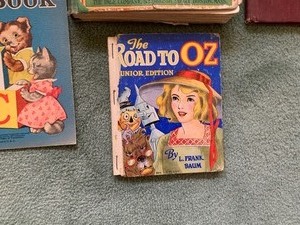 BOOK
The
ROAD TO OZ
JUNIOR EDITION
By
L. FRANK
BAUM
C